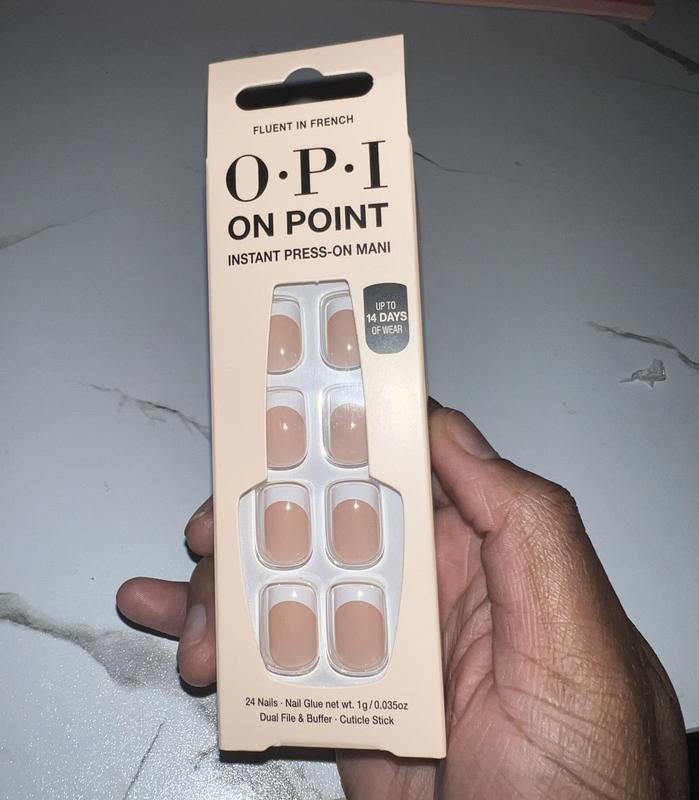 FLUENT IN FRENCH
O·P·I
ON POINT
INSTANT PRESS-ON MANI
UP TO
14 DAYS
OF WEAR
24 Nails · Nail Glue net wt. 1g/0.035oz
Dual File & Buffer · Cuticle Stick